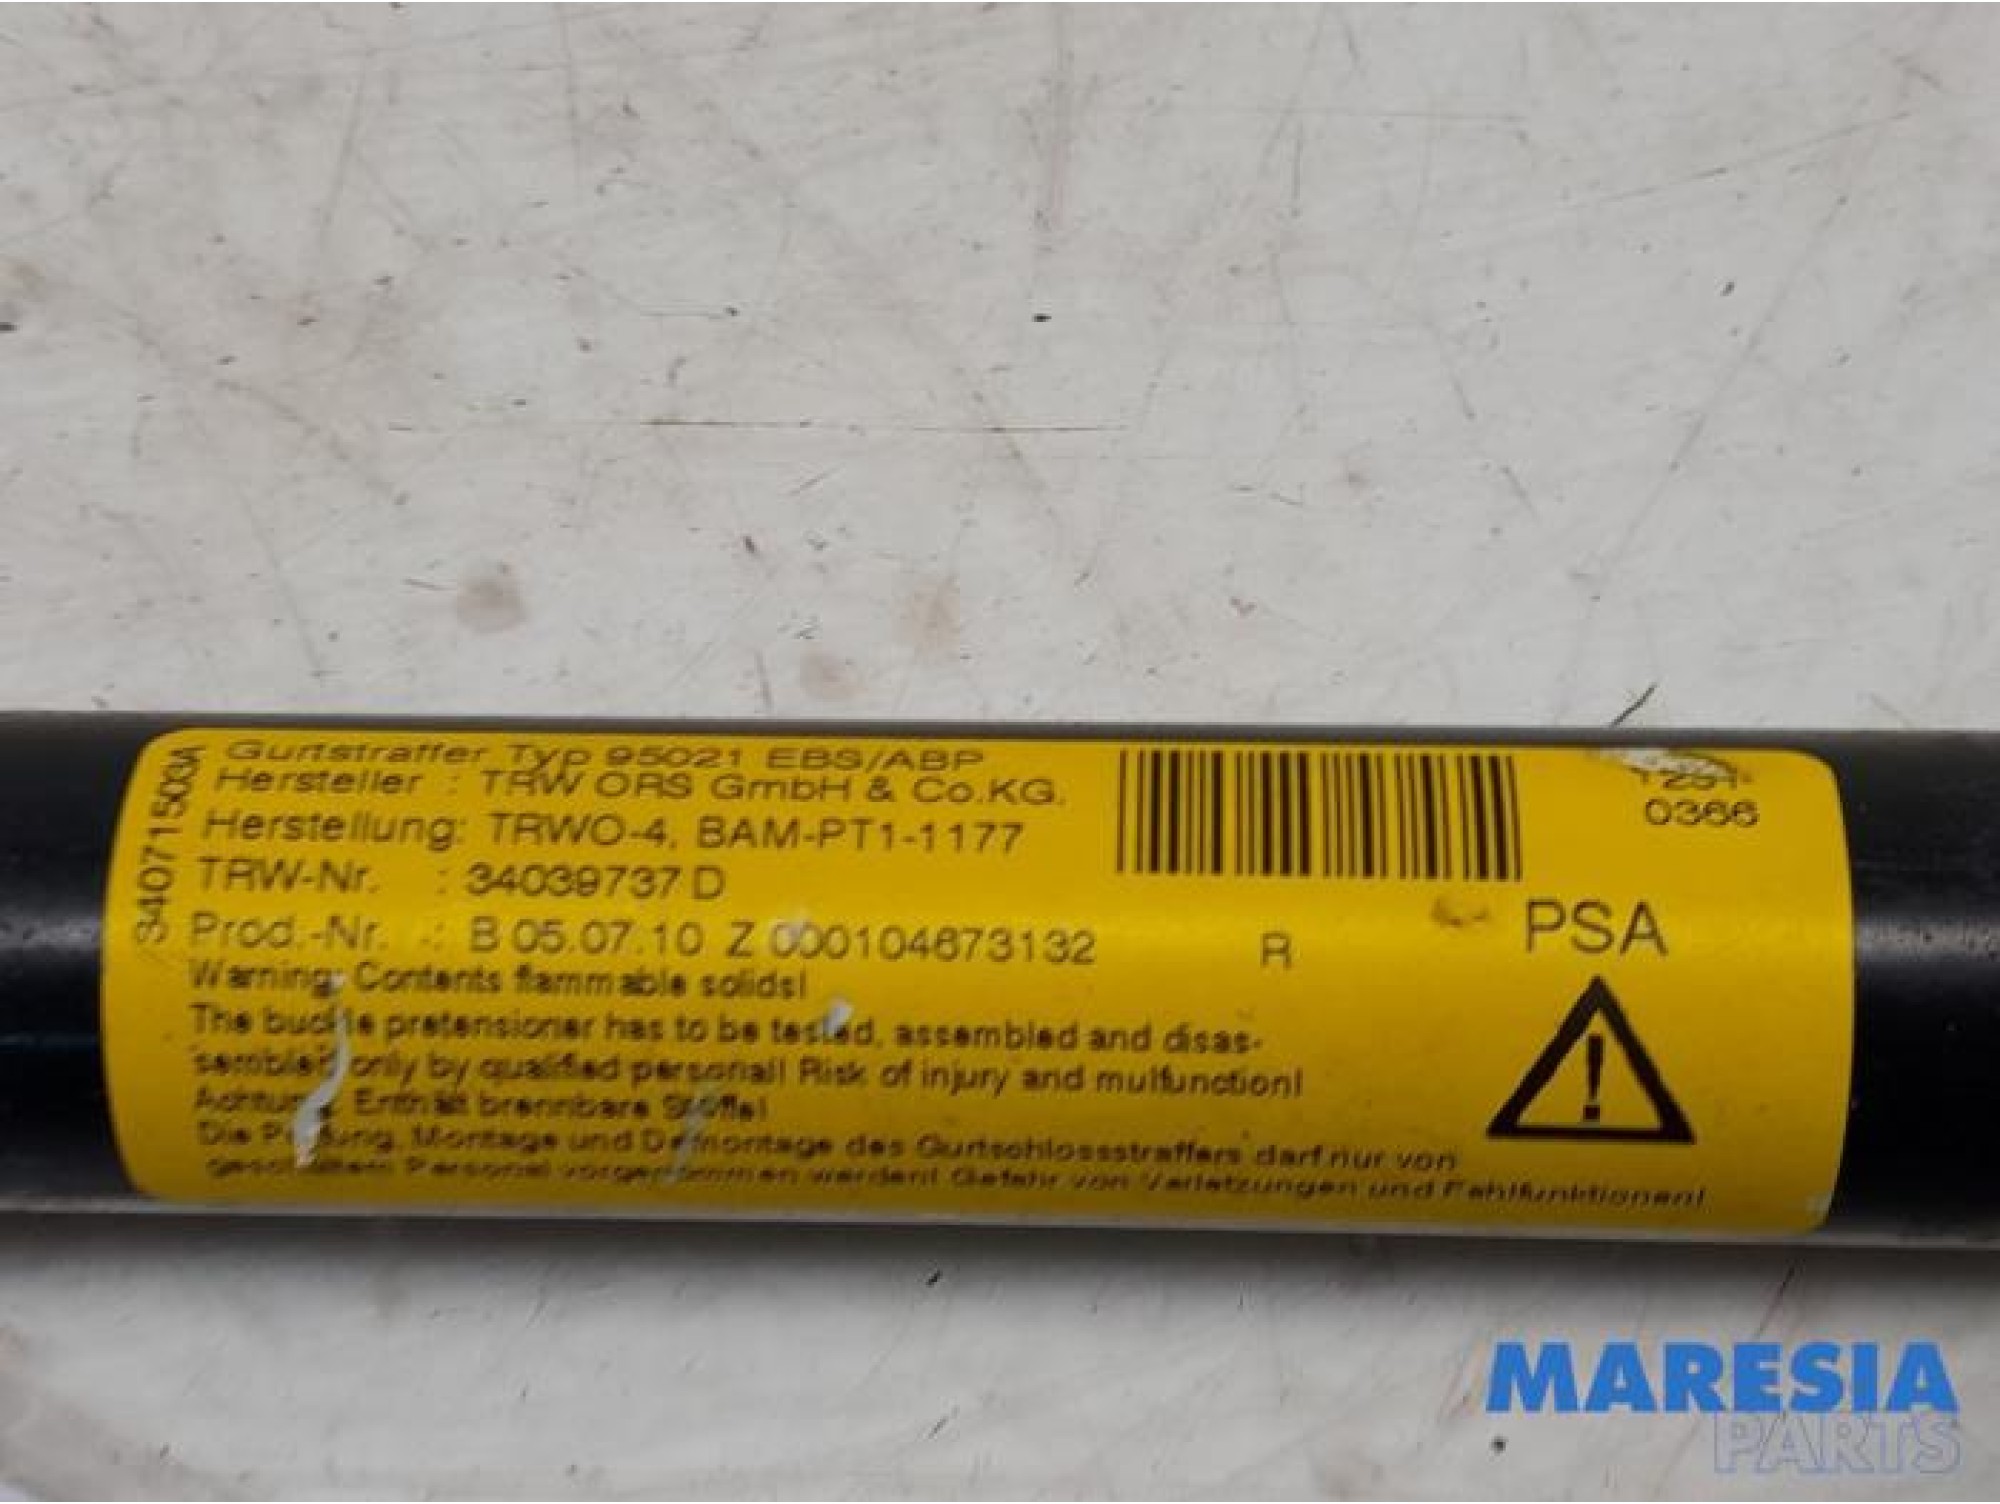 34071503A
Gurtstraffer Typ 95021 EBS/ABP
Hersteller : TRW ORS GmbH & Co.KG.
Herstellung: TRWO-4, BAM-PT1-1177
TRW-Nr. : 34039737 D
Prod.-Nr. : B 05.07.10 Z 000104673132 R
Warning: Contents flammable solids!
The buckle pretensioner has to be tested, assembled and disas-
sembled only by qualified personal! Risk of injury and mulfunction!
Achtung: Enthält brennbare Stoffe!
Die Prüfung, Montage und Demontage des Gurtschlossstraffers darf nur von
geschultem Personal vorgenommen werden! Gefahr von Verletzungen und Fehlfunktionen!
0366
PSA
!
MARESIA
PARTS